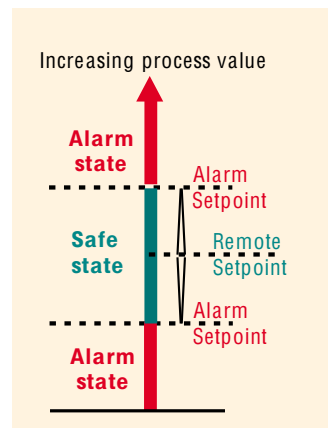 Increasing process value
Alarm
state
Alarm
Setpoint
Safe
state
Remote
Setpoint
Alarm
Setpoint
Alarm
state